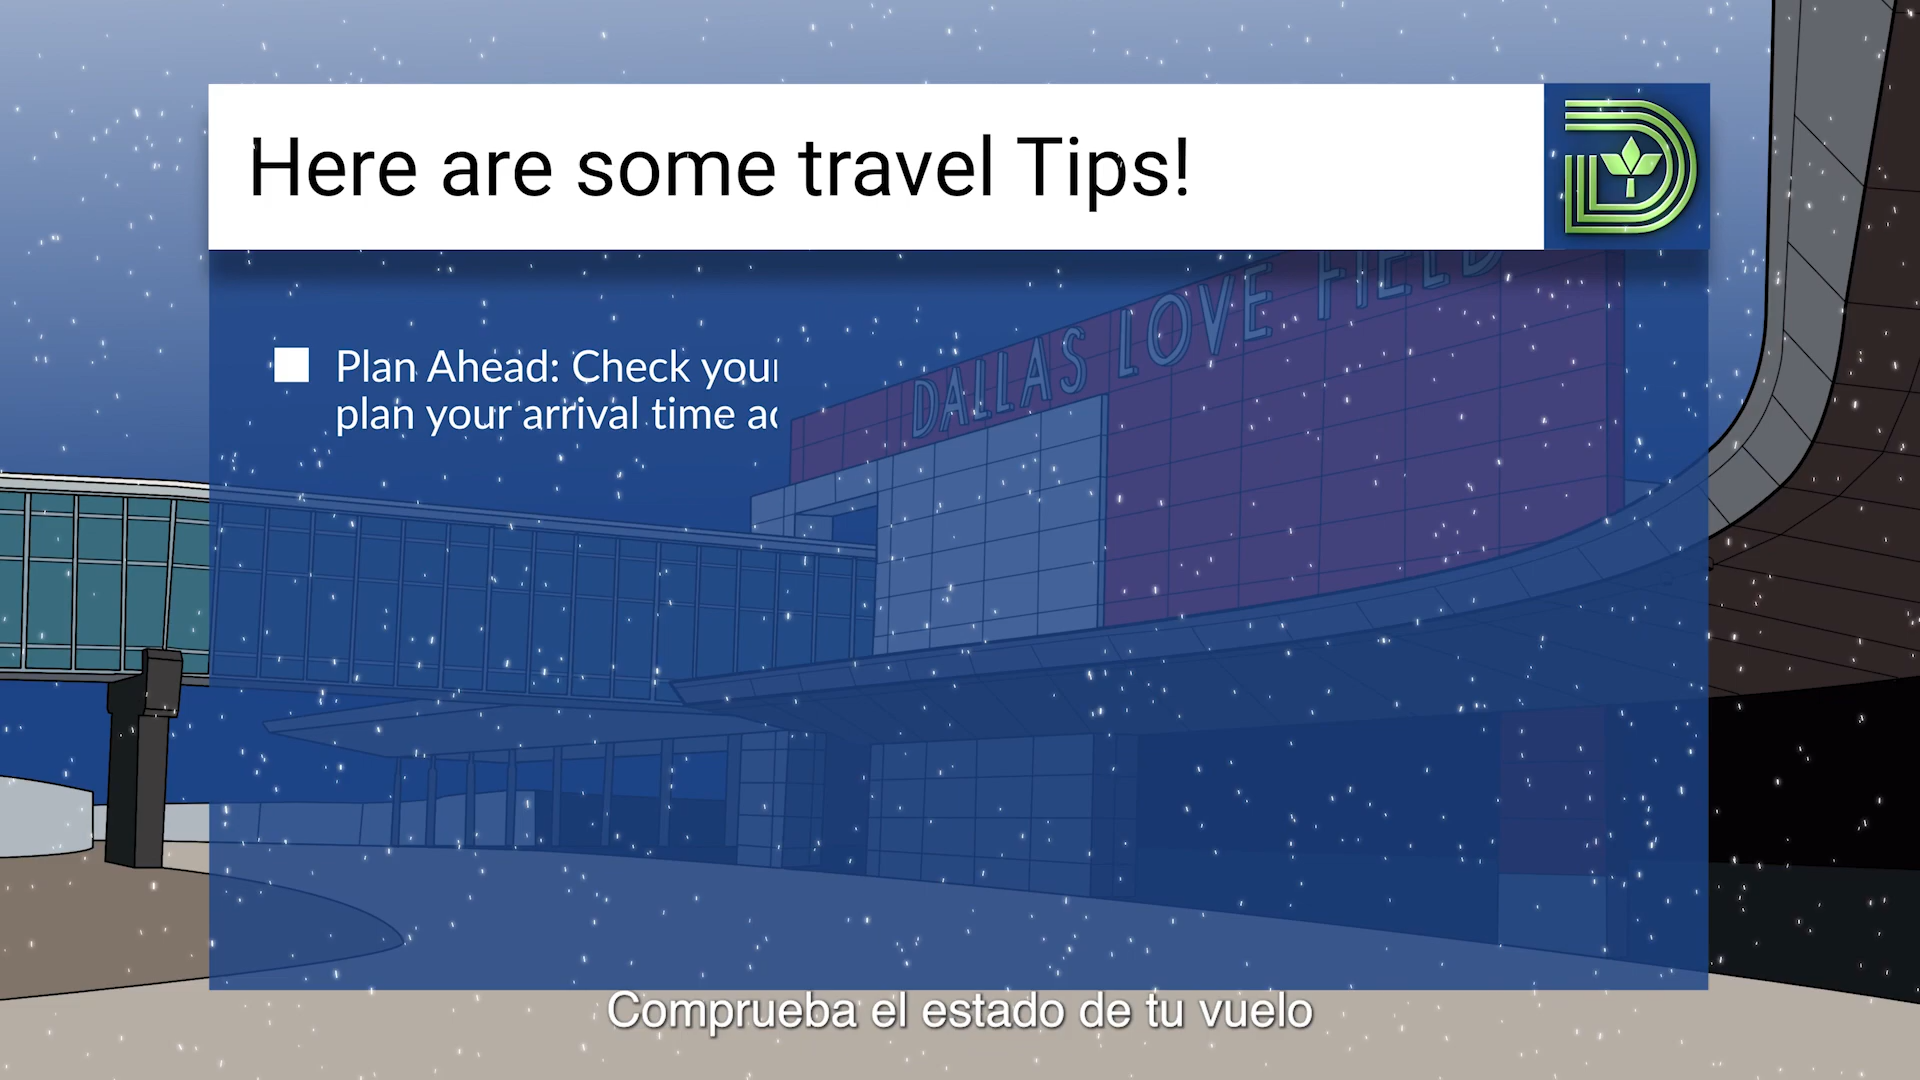 Here are some travel Tips!
DALLAS LOVE FIELD
Plan Ahead: Check your
plan your arrival time
Comprueba el estado de tu vuelo